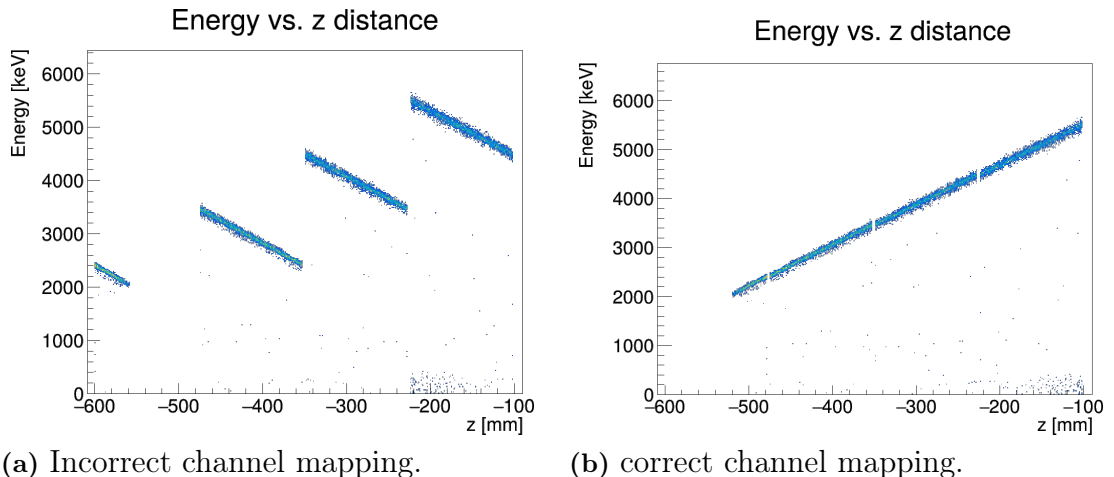 Energy vs. z distance
Energy [keV]
6000
5000
4000
3000
2000
1000
0
−600 −500 −400 −300 −200 −100
z [mm]
(a) Incorrect channel mapping.
Energy vs. z distance
Energy [keV]
6000
5000
4000
3000
2000
1000
0
−600 −500 −400 −300 −200 −100
z [mm]
(b) correct channel mapping.